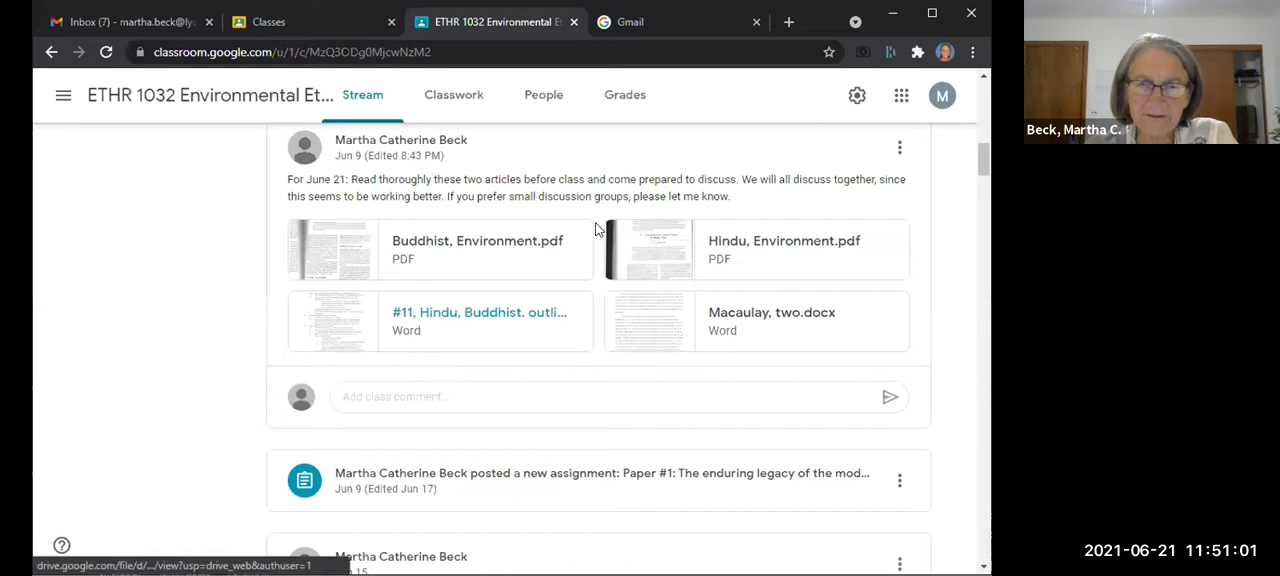 Inbox (7) - martha.beck@ly
Classes
ETHR 1032 Environmental E
Gmail
classroom.google.com/u/1/c/MzQ3ODg0MjcwNzM2
ETHR 1032 Environmental Et...
Stream
Classwork
People
Grades
M
Martha Catherine Beck
Jun 9 (Edited 8:43 PM)
For June 21: Read thoroughly these two articles before class and come prepared to discuss. We will all discuss together, since
this seems to be working better. If you prefer small discussion groups, please let me know.
Buddhist, Environment.pdf
PDF
Hindu, Environment.pdf
PDF
#11, Hindu, Buddhist. outli...
Word
Macaulay, two.docx
Word
Add class comment...
Martha Catherine Beck posted a new assignment: Paper #1: The enduring legacy of the mod...
Jun 9 (Edited Jun 17)
Martha Catherine Beck
Jun 15
drive.google.com/file/d/.../view?usp=drive_web&authuser=1
Beck, Martha C.
2021-06-21 11:51:01